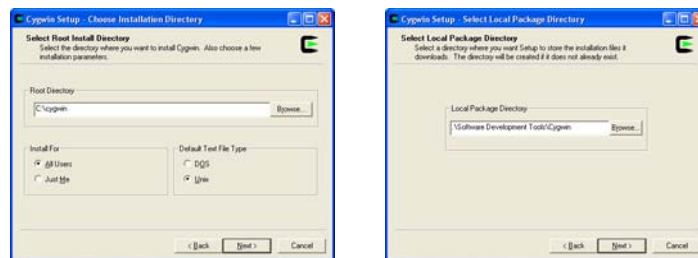 Cygwin Setup - Choose Installation Directory
Select Root Install Directory
Select the directory where you want to install Cygwin. Also choose a few
installation parameters.
Root Directory
C:\cygwin
Browse...
Install For
All Users
Just Me
Default Text File Type
DOS
Unix
< Back
Next >
Cancel
Cygwin Setup - Select Local Package Directory
Select Local Package Directory
Select a directory where you want Setup to store the installation files it
downloads. The directory will be created if it does not already exist.
Local Package Directory
\Software Development Tools\Cygwin
Browse...
< Back
Next >
Cancel